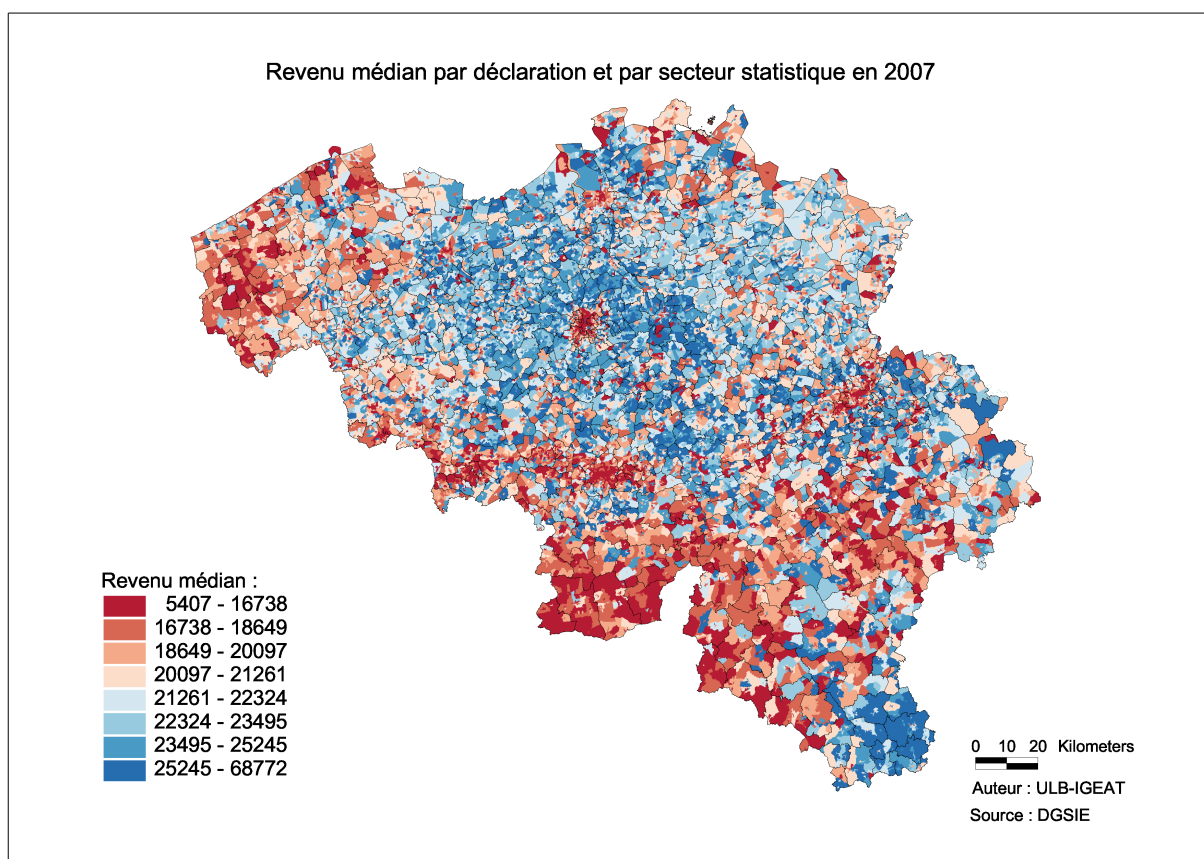 Revenu médian par déclaration et par secteur statistique en 2007
Revenu médian :
5407 - 16738
16738 - 18649
18649 - 20097
20097 - 21261
21261 - 22324
22324 - 23495
23495 - 25245
25245 - 68772
0 10 20 Kilometers
Auteur : ULB-IGEAT
Source : DGSIE